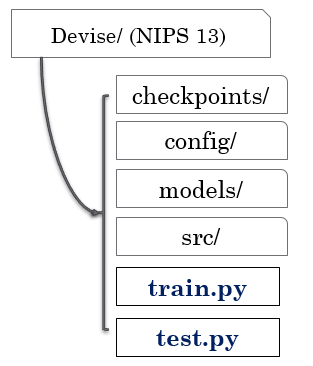 Devise/ (NIPS 13)
checkpoints/
config/
models/
src/
train.py
test.py